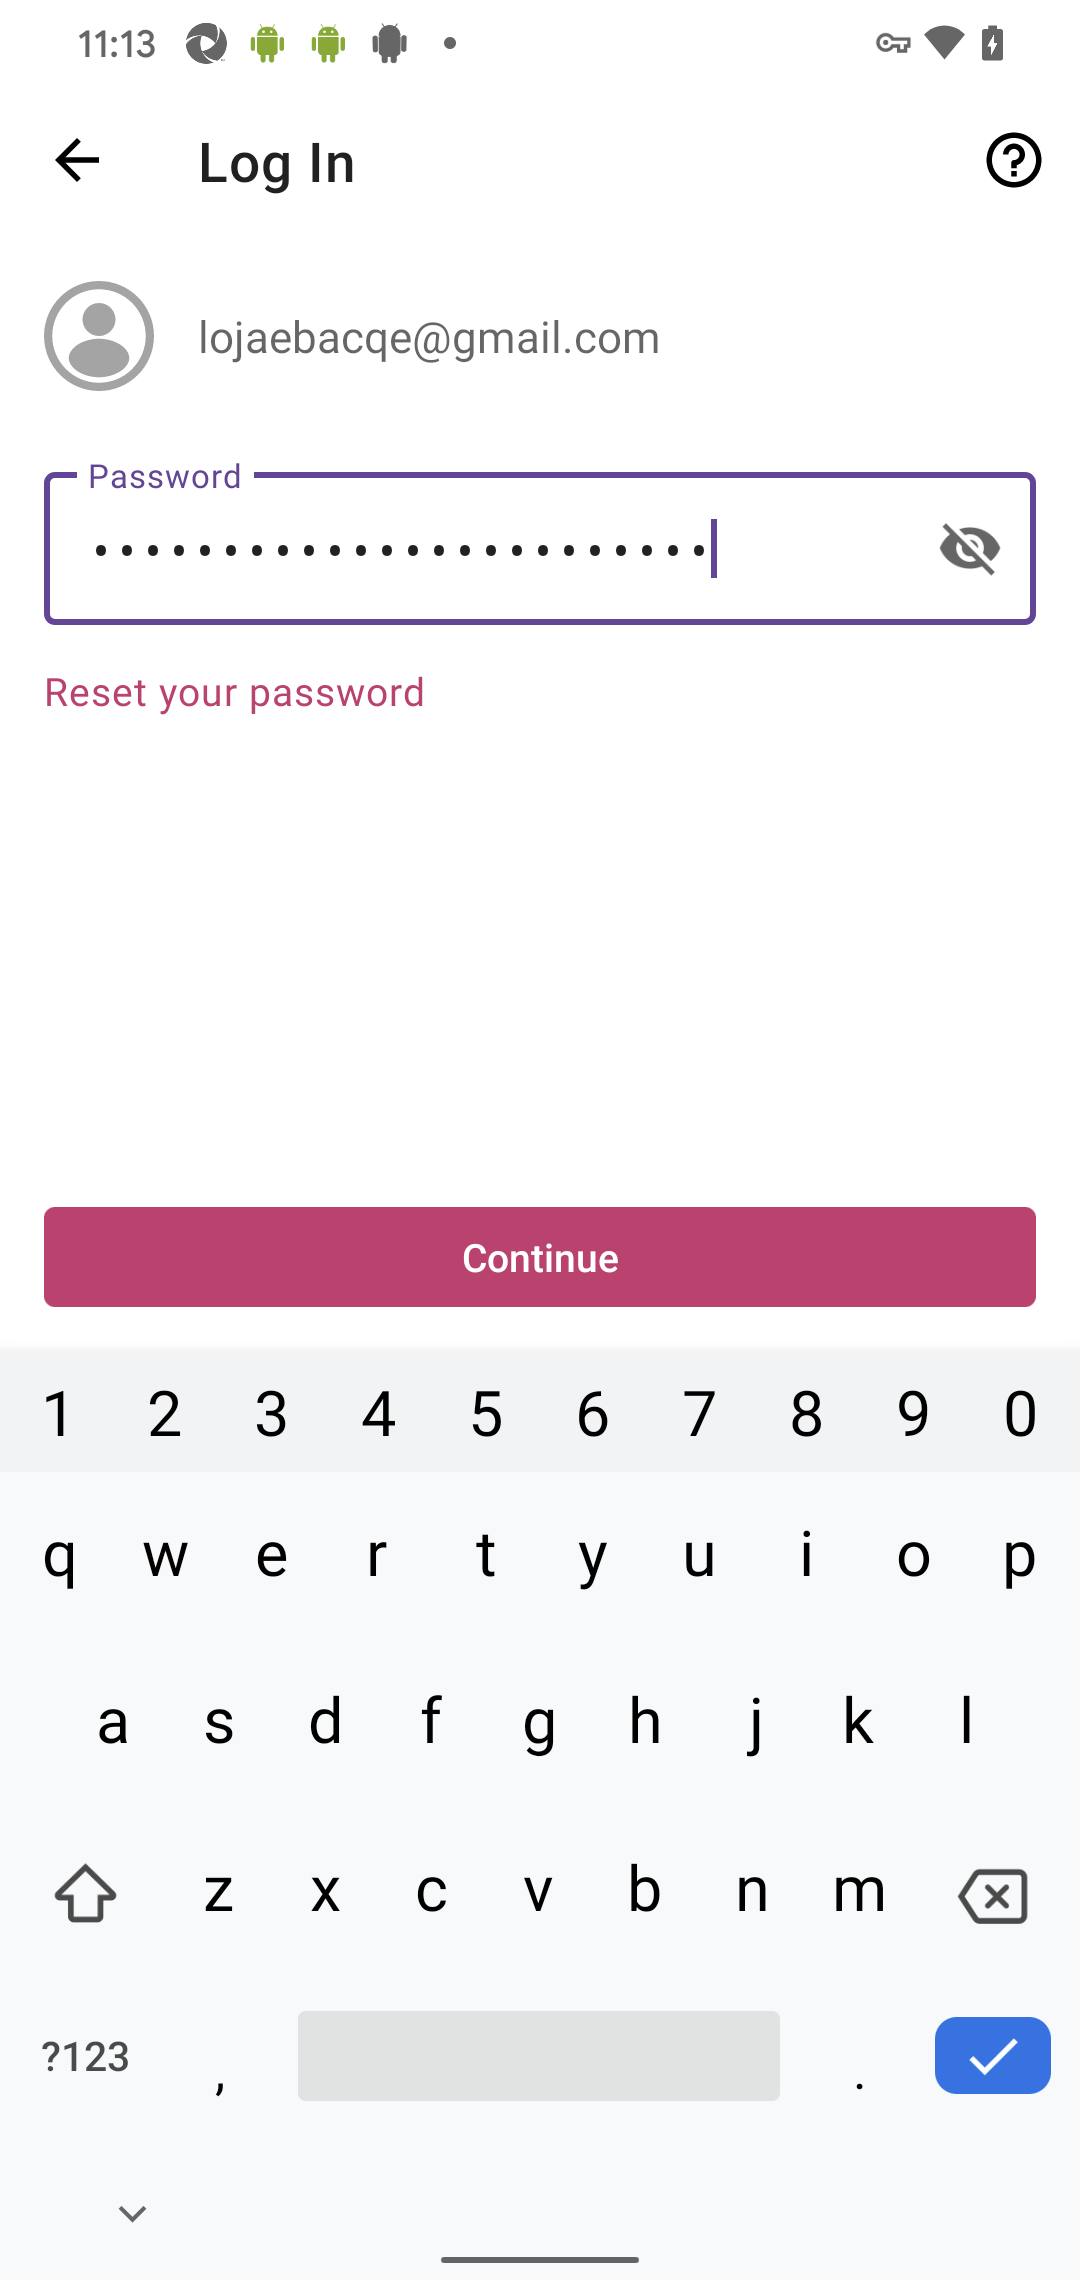 11:13
Log In
lojaebacqe@gmail.com
Password
••••••••••••••••••••••••
Reset your password
Continue
1 2 3 4 5 6 7 8 9 0
q w e r t y u i o p
a s d f g h j k l
z x c v b n m
?123 , .